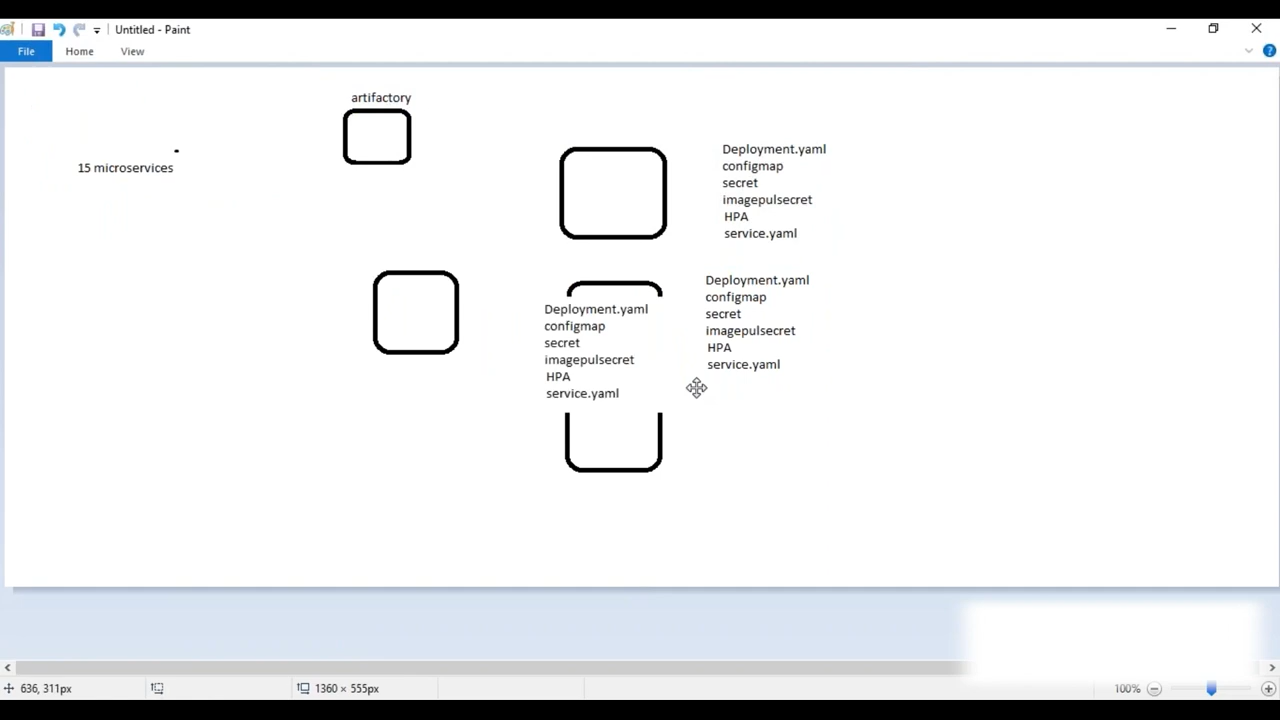 Untitled - Paint
File Home View
artifactory
15 microservices
Deployment.yaml
configmap
secret
imagepulsecret
HPA
service.yaml
Deployment.yaml
configmap
secret
imagepulsecret
HPA
service.yaml
Deployment.yaml
configmap
secret
imagepulsecret
HPA
service.yaml
636, 311px
1360 × 555px
100%